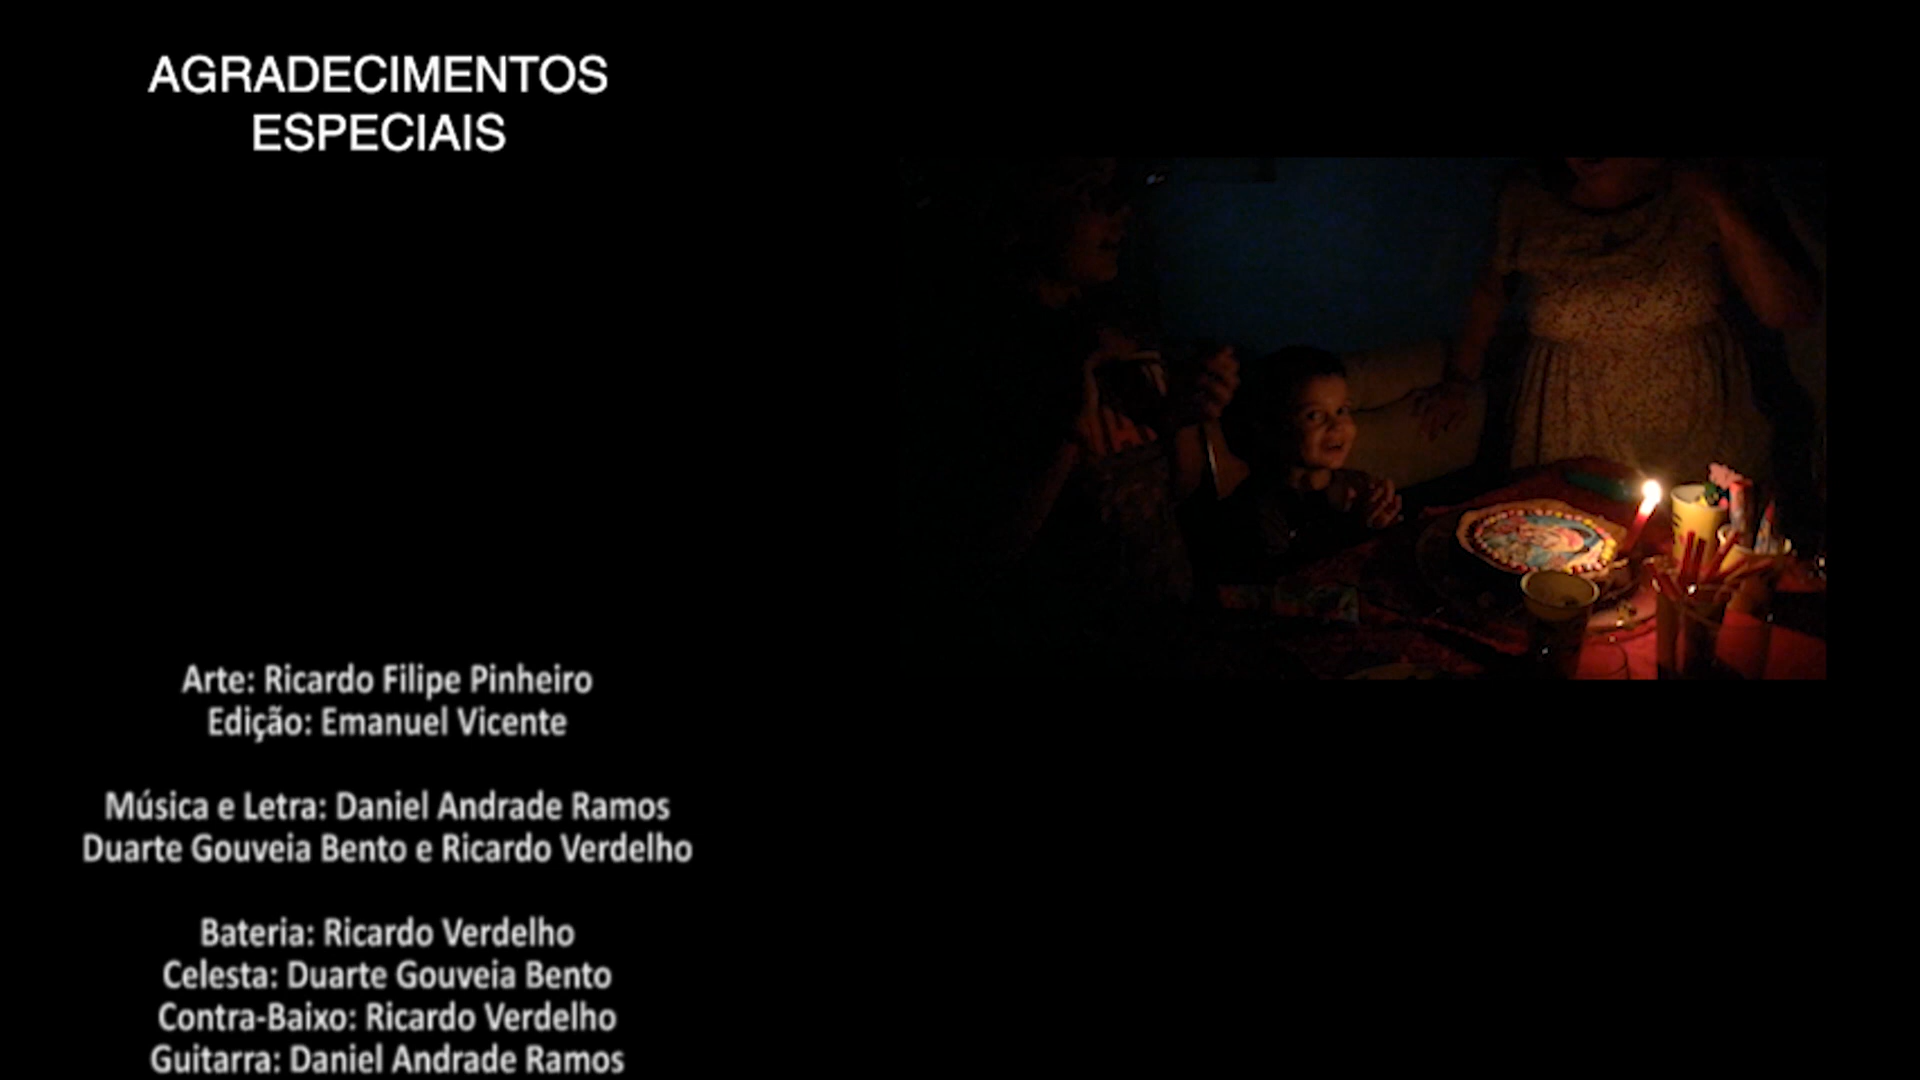 AGRADECIMENTOS
ESPECIAIS
Arte: Ricardo Filipe Pinheiro
Edição: Emanuel Vicente
Música e Letra: Daniel Andrade Ramos
Duarte Gouveia Bento e Ricardo Verdelho
Bateria: Ricardo Verdelho
Celesta: Duarte Gouveia Bento
Contra-Baixo: Ricardo Verdelho
Guitarra: Daniel Andrade Ramos